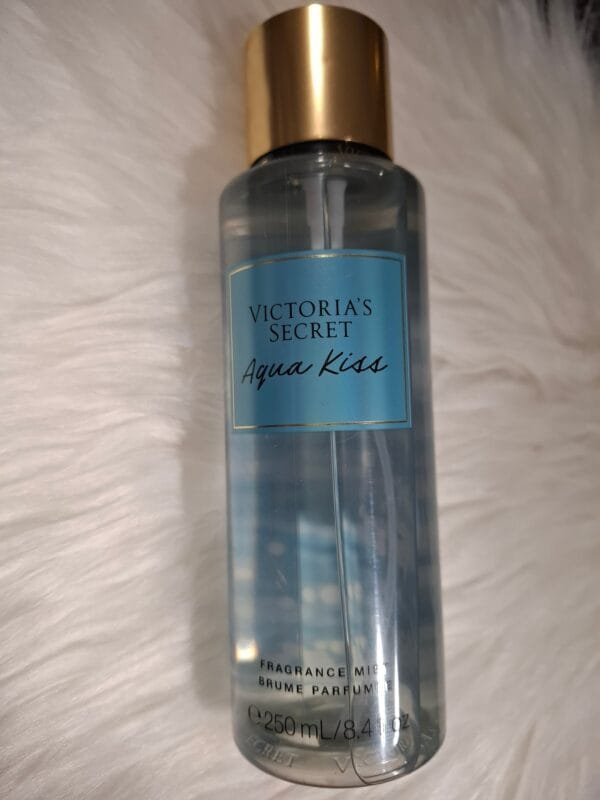 VICTORIA'S
SECRET
Aqua Kiss
FRAGRANCE MIST
BRUME PARFUMÉE
℮250 mL/8.4 fl oz